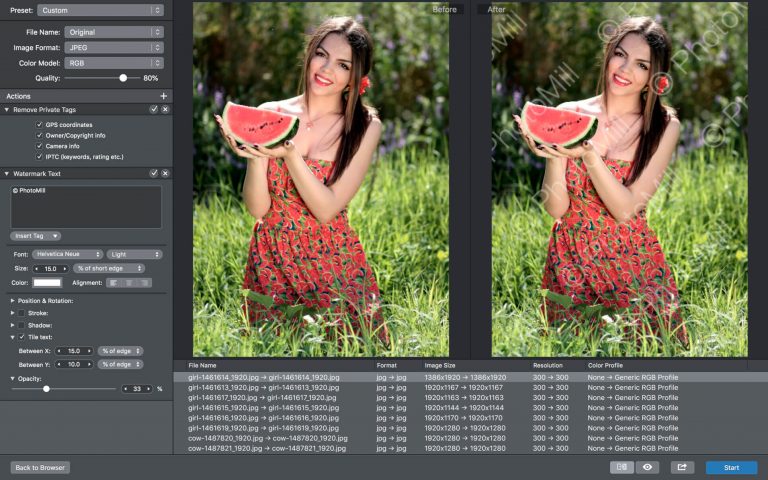 Preset: Custom
File Name: Original
Image Format: JPEG
Color Model: RGB
Quality: 80%
Actions
Remove Private Tags
GPS coordinates
Owner/Copyright info
Camera info
IPTC (keywords, rating etc.)
Watermark Text
© PhotoMill
Insert Tag
Font: Helvetica Neue Light
Size: 15.0 % of short edge
Color: Alignment:
Position & Rotation:
Stroke:
Shadow:
Tile text:
Between X: 15.0 % of edge
Between Y: 10.0 % of edge
Opacity:
33 %
Before After
© PhotoMill
© PhotoMill
© PhotoMill
File Name Format Image Size Resolution Color Profile
girl-1461614_1920.jpg → girl-1461614_1920.jpg jpg → jpg 1386x1920 → 1386x1920 300 → 300 None → Generic RGB Profile
girl-1461613_1920.jpg → girl-1461613_1920.jpg jpg → jpg 1920x1167 → 1920x1167 300 → 300 None → Generic RGB Profile
girl-1461617_1920.jpg → girl-1461617_1920.jpg jpg → jpg 1920x1163 → 1920x1163 300 → 300 None → Generic RGB Profile
girl-1461615_1920.jpg → girl-1461615_1920.jpg jpg → jpg 1920x1144 → 1920x1144 300 → 300 None → Generic RGB Profile
girl-1461616_1920.jpg → girl-1461616_1920.jpg jpg → jpg 1920x1170 → 1920x1170 300 → 300 None → Generic RGB Profile
girl-1461619_1920.jpg → girl-1461619_1920.jpg jpg → jpg 1920x1280 → 1920x1280 300 → 300 None → Generic RGB Profile
cow-1487820_1920.jpg → cow-1487820_1920.jpg jpg → jpg 1920x1280 → 1920x1280 300 → 300 None → Generic RGB Profile
cow-1487821_1920.jpg → cow-1487821_1920.jpg jpg → jpg 1920x1280 → 1920x1280 300 → 300 None → Generic RGB Profile
Back to Browser Start